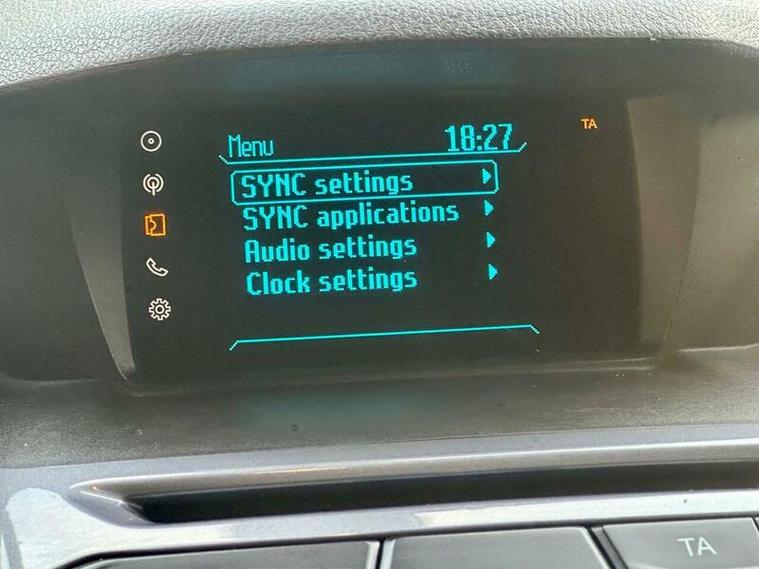 Menu 18:27
TA
SYNC settings
SYNC applications
Audio settings
Clock settings
TA